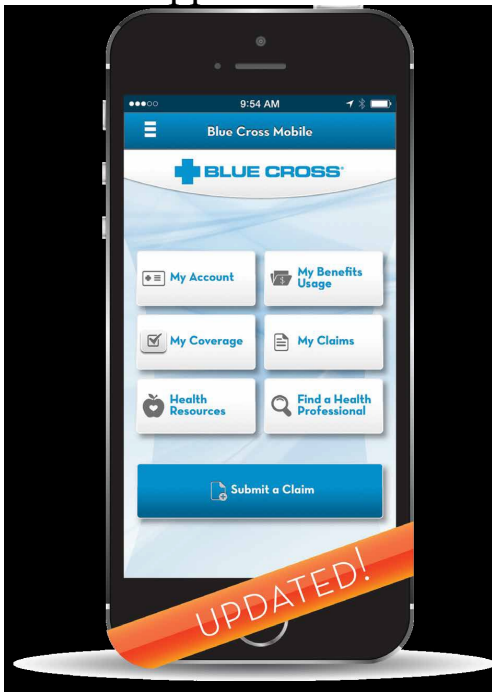 9:54 AM
Blue Cross Mobile
BLUE CROSS®
My Account
My Benefits
Usage
My Coverage
My Claims
Health
Resources
Find a Health
Professional
Submit a Claim
UPDATED!